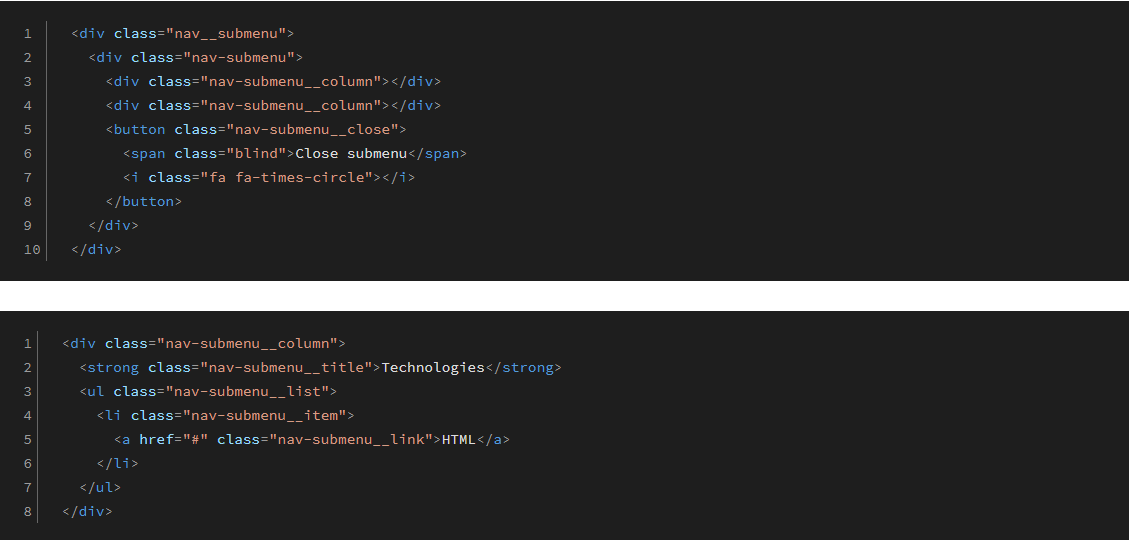 1 <div class="nav__submenu">
2 <div class="nav-submenu">
3 <div class="nav-submenu__column"></div>
4 <div class="nav-submenu__column"></div>
5 <button class="nav-submenu__close">
6 <span class="blind">Close submenu</span>
7 <i class="fa fa-times-circle"></i>
8 </button>
9 </div>
10 </div>
1 <div class="nav-submenu__column">
2 <strong class="nav-submenu__title">Technologies</strong>
3 <ul class="nav-submenu__list">
4 <li class="nav-submenu__item">
5 <a href="#" class="nav-submenu__link">HTML</a>
6 </li>
7 </ul>
8 </div>